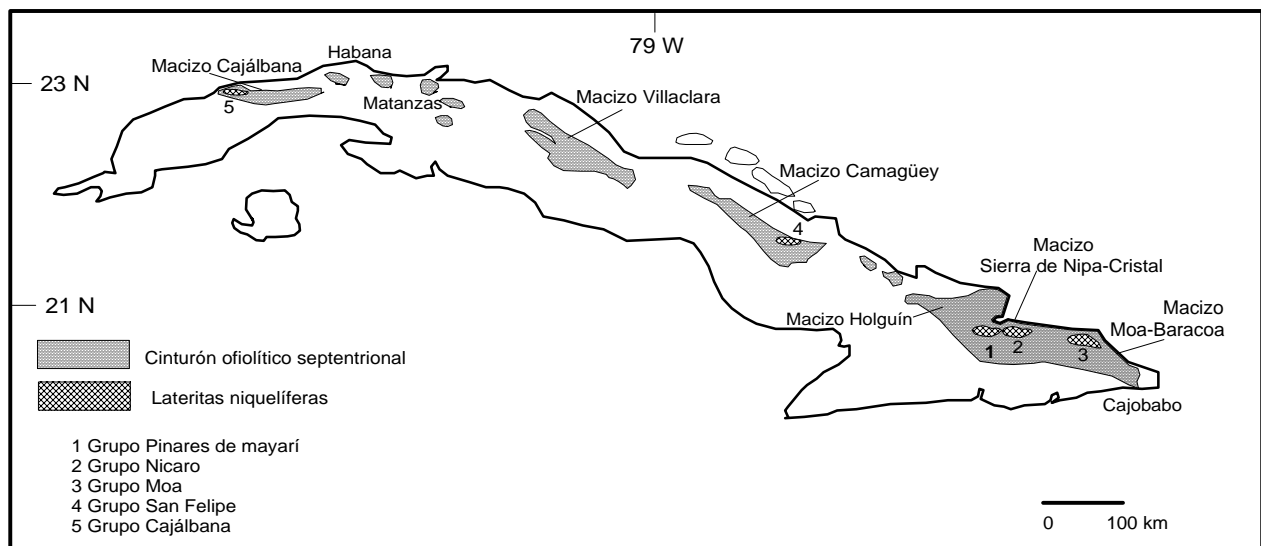 79 W
Habana
Macizo Cajálbana
23 N
5
Matanzas
Macizo Villaclara
Macizo Camagüey
4
Macizo
Sierra de Nipa-Cristal
21 N
Macizo
Moa-Baracoa
Macizo Holguín
1
2
3
Cinturón ofiolítico septentrional
Lateritas niquelíferas
Cajobabo
1 Grupo Pinares de mayarí
2 Grupo Nicaro
3 Grupo Moa
4 Grupo San Felipe
5 Grupo Cajálbana
0 100 km